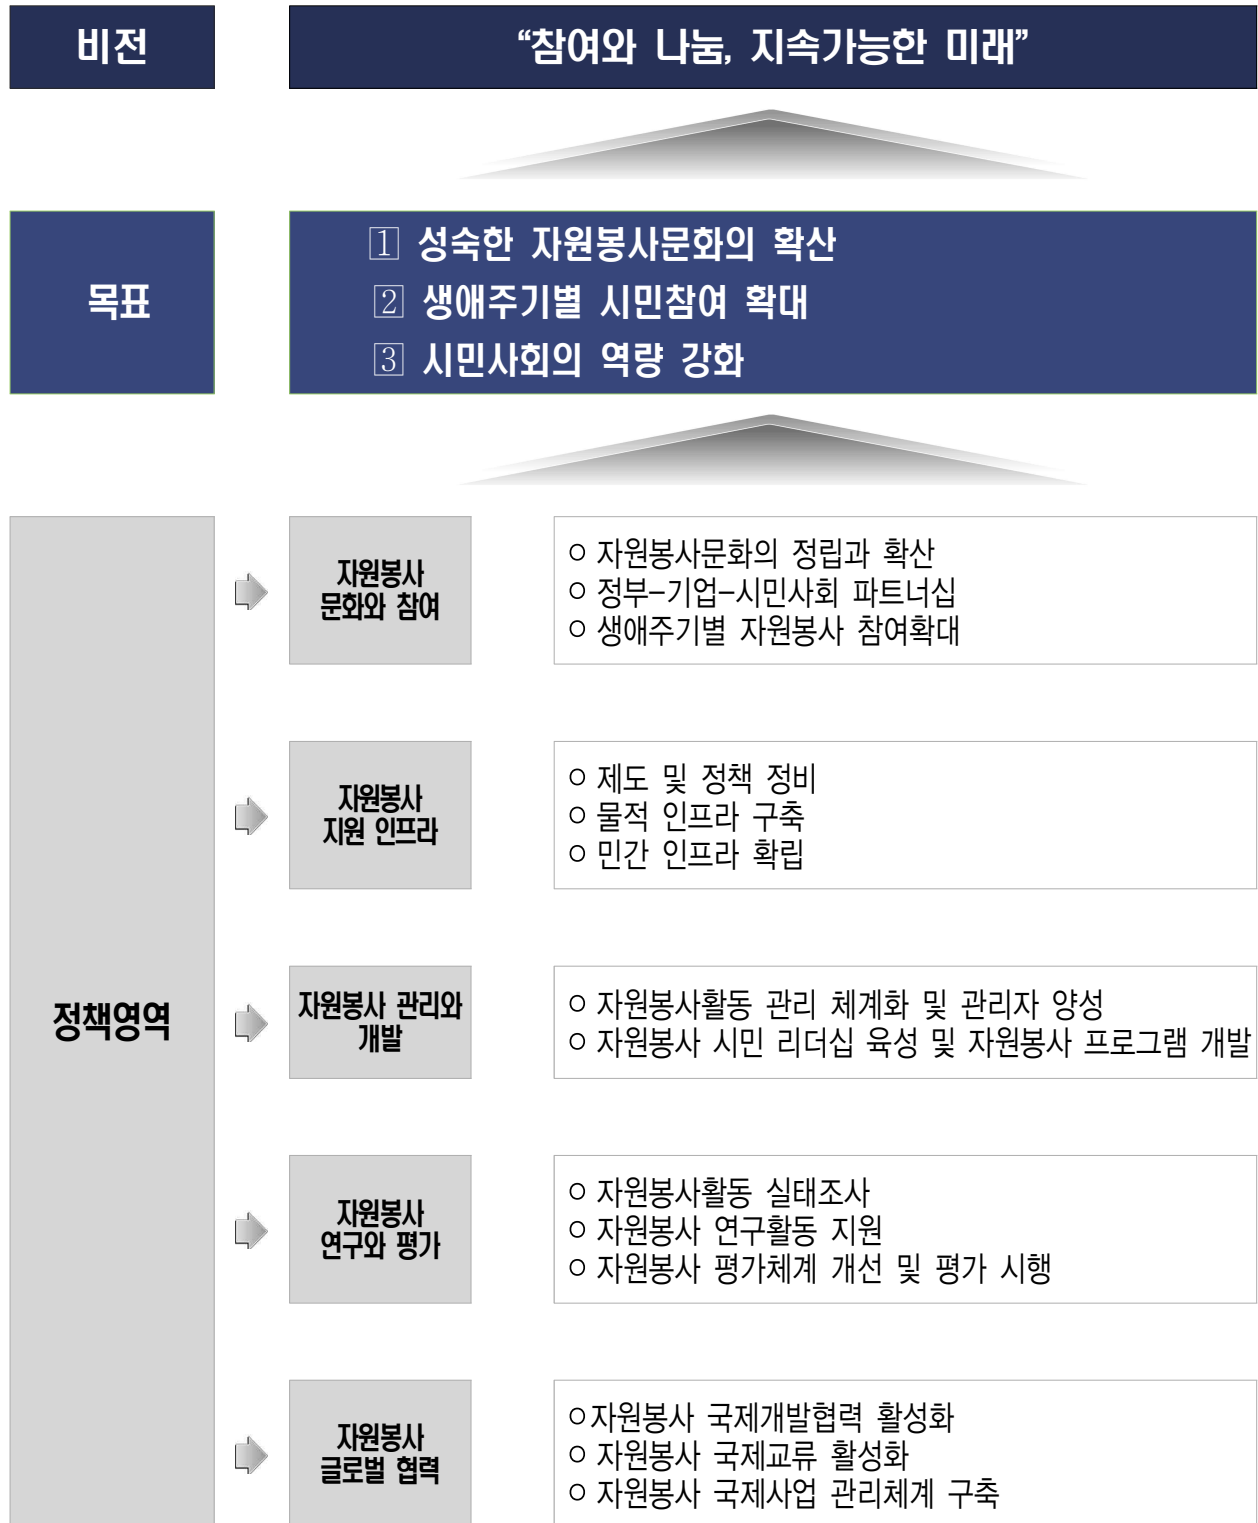 비전
“참여와 나눔, 지속가능한 미래”
목표
1 성숙한 자원봉사문화의 확산
2 생애주기별 시민참여 확대
3 시민사회의 역량 강화
정책영역
자원봉사
문화와 참여
○ 자원봉사문화의 정립과 확산
○ 정부-기업-시민사회 파트너십
○ 생애주기별 자원봉사 참여확대
자원봉사
지원 인프라
○ 제도 및 정책 정비
○ 물적 인프라 구축
○ 민간 인프라 확립
자원봉사 관리와
개발
○ 자원봉사활동 관리 체계화 및 관리자 양성
○ 자원봉사 시민 리더십 육성 및 자원봉사 프로그램 개발
자원봉사
연구와 평가
○ 자원봉사활동 실태조사
○ 자원봉사 연구활동 지원
○ 자원봉사 평가체계 개선 및 평가 시행
자원봉사
글로벌 협력
○자원봉사 국제개발협력 활성화
○ 자원봉사 국제교류 활성화
○ 자원봉사 국제사업 관리체계 구축